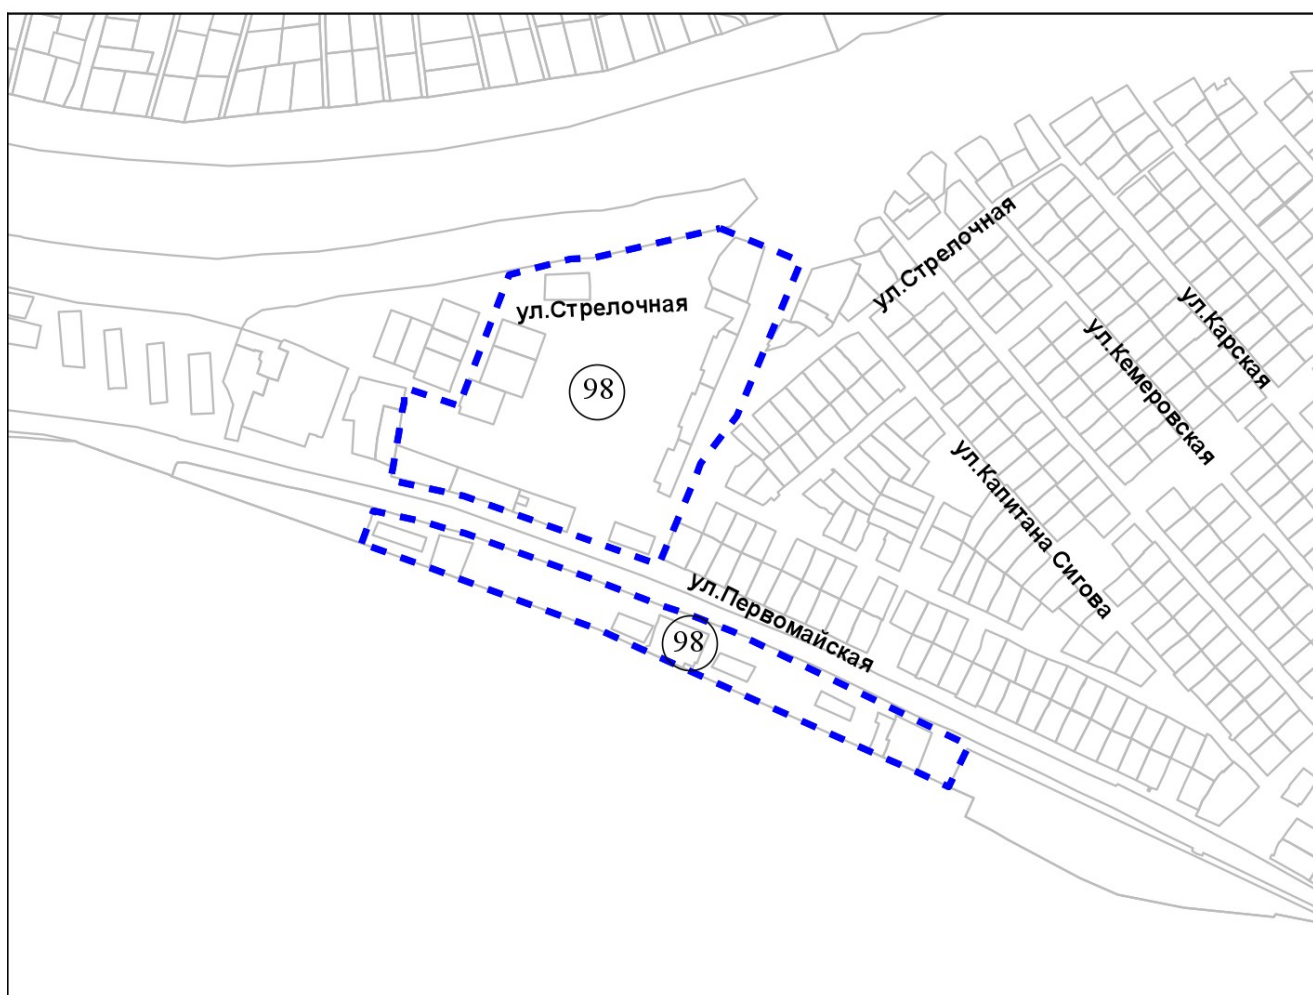 ул.Стрелочная
ул.Стрелочная
ул.Карская
ул.Кемеровская
98
ул.Капитана Сигова
ул.Первомайская
98